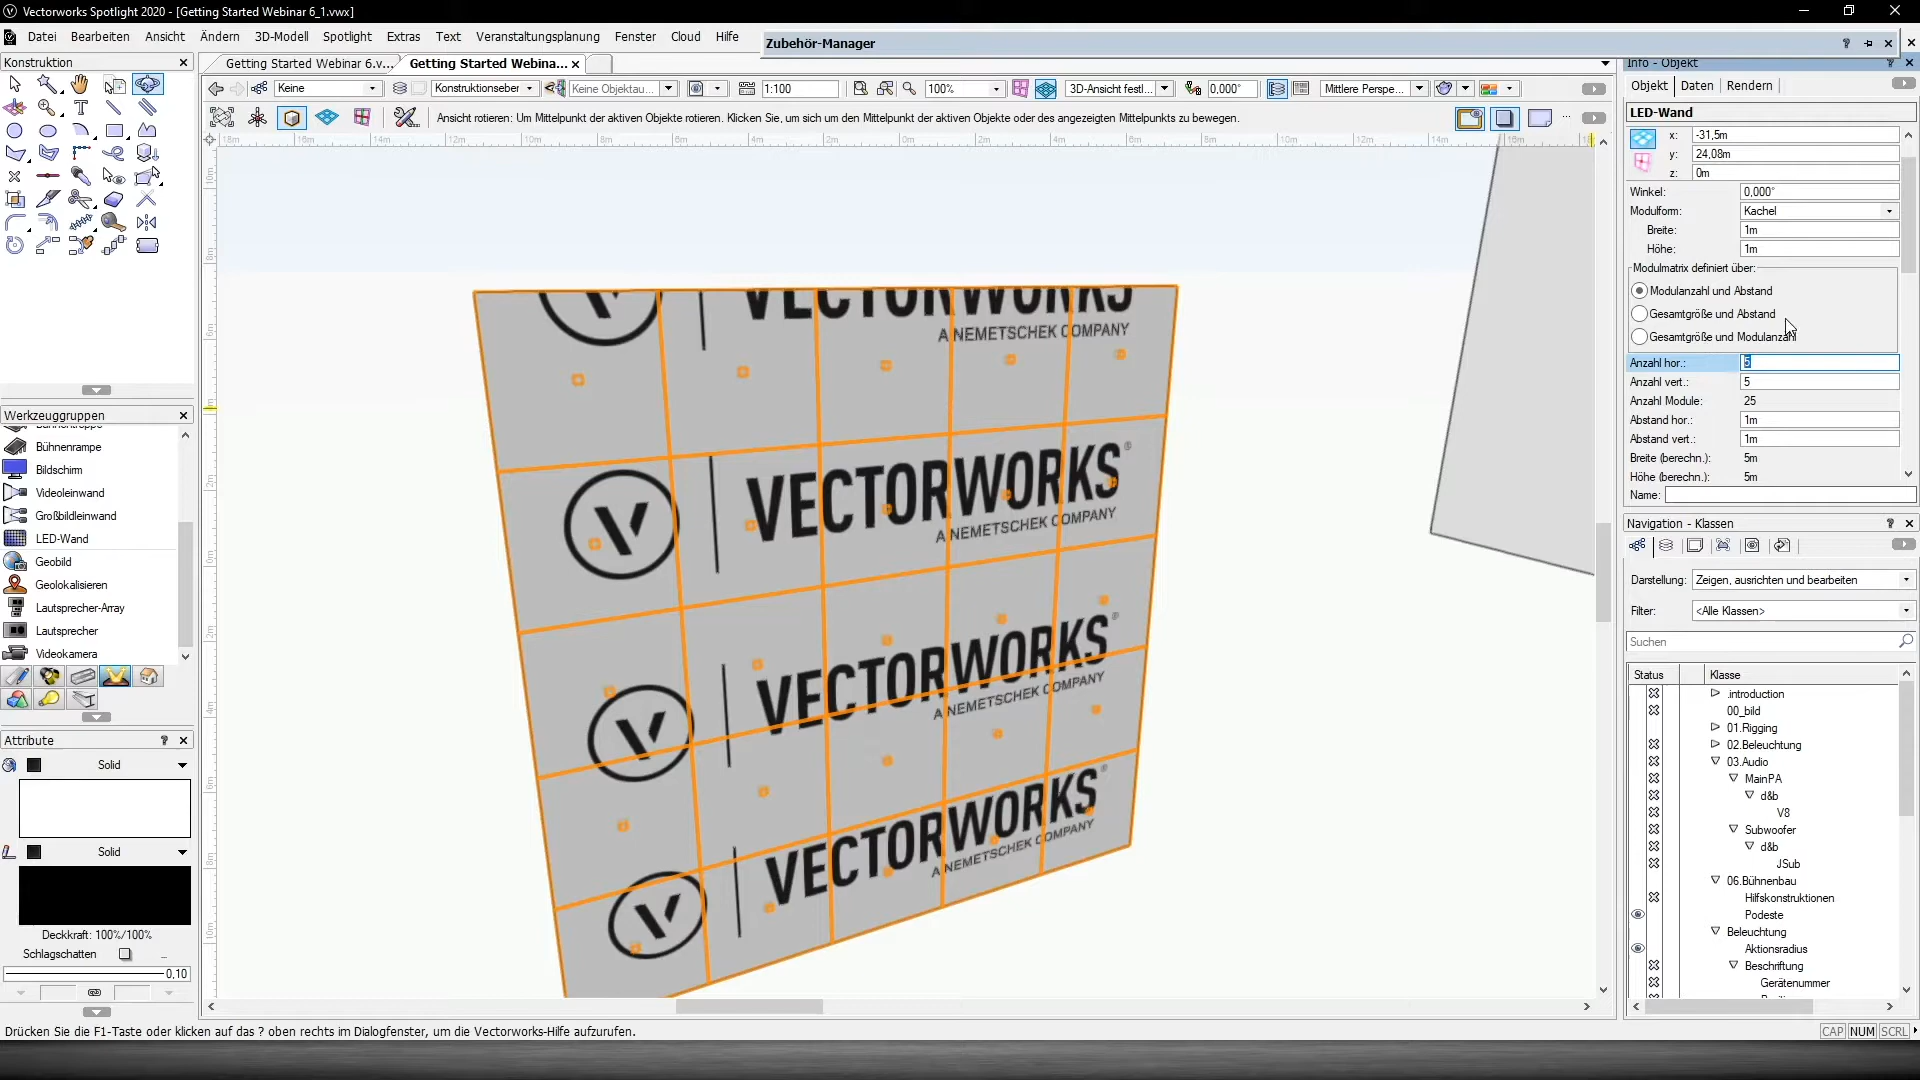 Vectorworks Spotlight 2020 - [Getting Started Webinar 6_1.vwx]
Datei Bearbeiten Ansicht Ändern 3D-Modell Spotlight Extras Text Veranstaltungsplanung Fenster Cloud Hilfe
Zubehör-Manager
Konstruktion
Getting Started Webinar 6.v...
Getting Started Webina...
Info - Objekt
Keine
Konstruktionseber
Keine Objektau...
1:100
100%
3D-Ansicht festl...
0,000°
Mittlere Perspe...
Objekt Daten Rendern
Ansicht rotieren: Um Mittelpunkt der aktiven Objekte rotieren. Klicken Sie, um sich um den Mittelpunkt der aktiven Objekte oder des angezeigten Mittelpunkts zu bewegen.
LED-Wand
x: -31,5m
y: 24,08m
z: 0m
Winkel: 0,000°
Modulform: Kachel
Breite: 1m
Höhe: 1m
Modulmatrix definiert über:
Modulanzahl und Abstand
Gesamtgröße und Abstand
Gesamtgröße und Modulanzahl
Anzahl hor.: 5
Anzahl vert.: 5
Anzahl Module: 25
Abstand hor.: 1m
Abstand vert.: 1m
Breite (berechn.): 5m
Höhe (berechn.): 5m
Name:
VECTORWORKS
A NEMETSCHEK COMPANY
V VECTORWORKS®
A NEMETSCHEK COMPANY
V VECTORWORKS®
A NEMETSCHEK COMPANY
V VECTORWORKS®
A NEMETSCHEK COMPANY
Werkzeuggruppen
Bühnenrampe
Bildschim
Videoleinwand
Großbildleinwand
LED-Wand
Geobild
Geolokalisieren
Lautsprecher-Array
Lautsprecher
Videokamera
Attribute
Solid
Solid
Deckkraft: 100%/100%
Schlagschatten
...
0,10
Navigation - Klassen
Darstellung: Zeigen, ausrichten und bearbeiten
Filter: <Alle Klassen>
Suchen
Status Klasse
.introduction
00_bild
01.Rigging
02.Beleuchtung
03.Audio
MainPA
d&b
V8
Subwoofer
d&b
JSub
06.Bühnenbau
Hilfskonstruktionen
Podeste
Beleuchtung
Aktionsradius
Beschriftung
Gerätenummer
Drücken Sie die F1-Taste oder klicken auf das ? oben rechts im Dialogfenster, um die Vectorworks-Hilfe aufzurufen.
CAP NUM SCRL